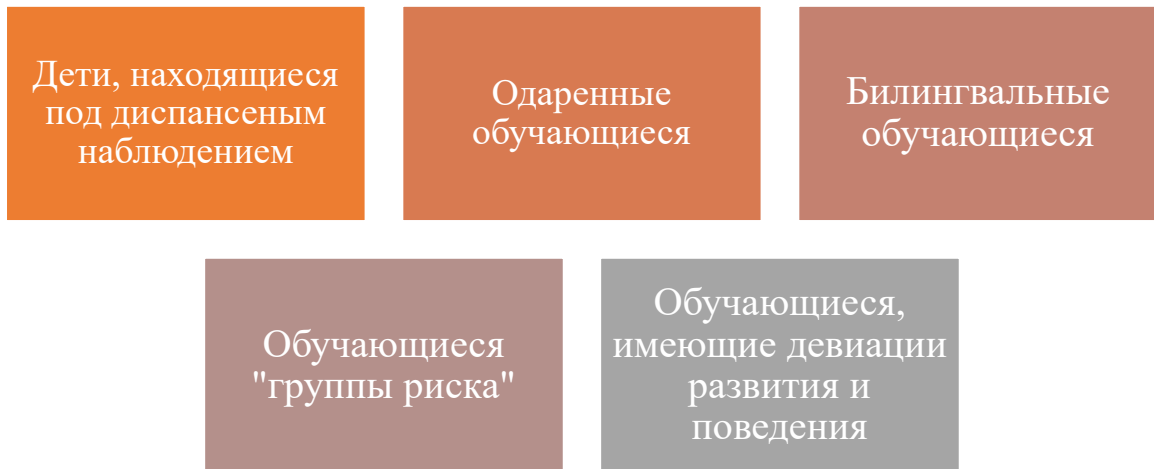 Дети, находящиеся
под диспансеным
наблюдением
Одаренные
обучающиеся
Билингвальные
обучающиеся
Обучающиеся
"группы риска"
Обучающиеся,
имеющие девиации
развития и
поведения